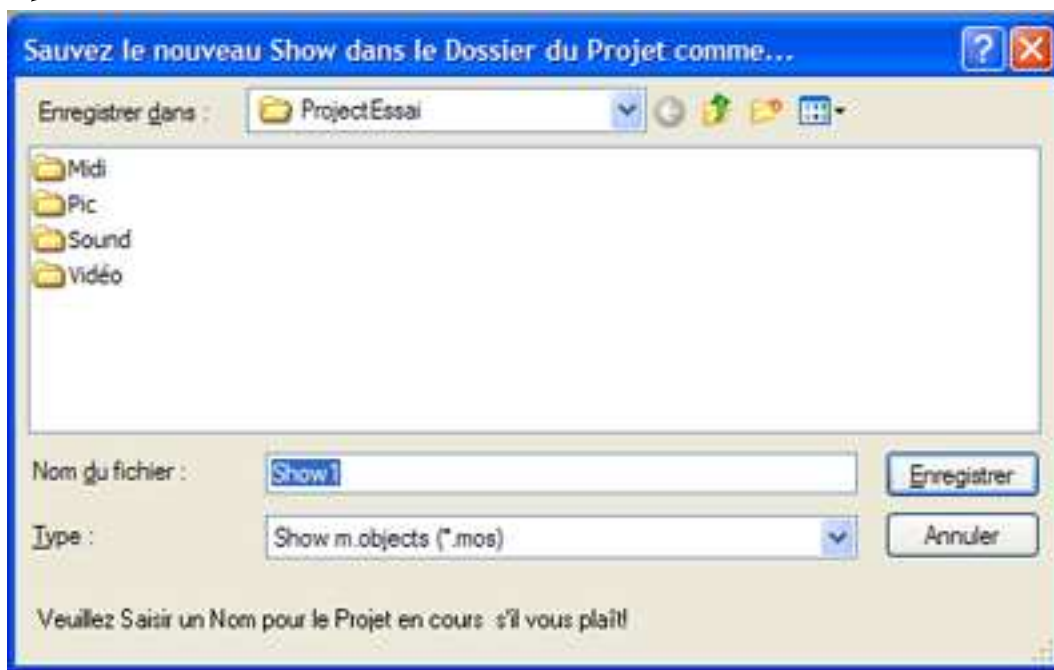 Sauvez le nouveau Show dans le Dossier du Projet comme...
Enregistrer dans : ProjectEssai
Midi
Pic
Sound
Vidéo
Nom du fichier : Show1 Enregistrer
Type : Show m.objects (*.mos) Annuler
Veuillez Saisir un Nom pour le Projet en cours s'il vous plaît!